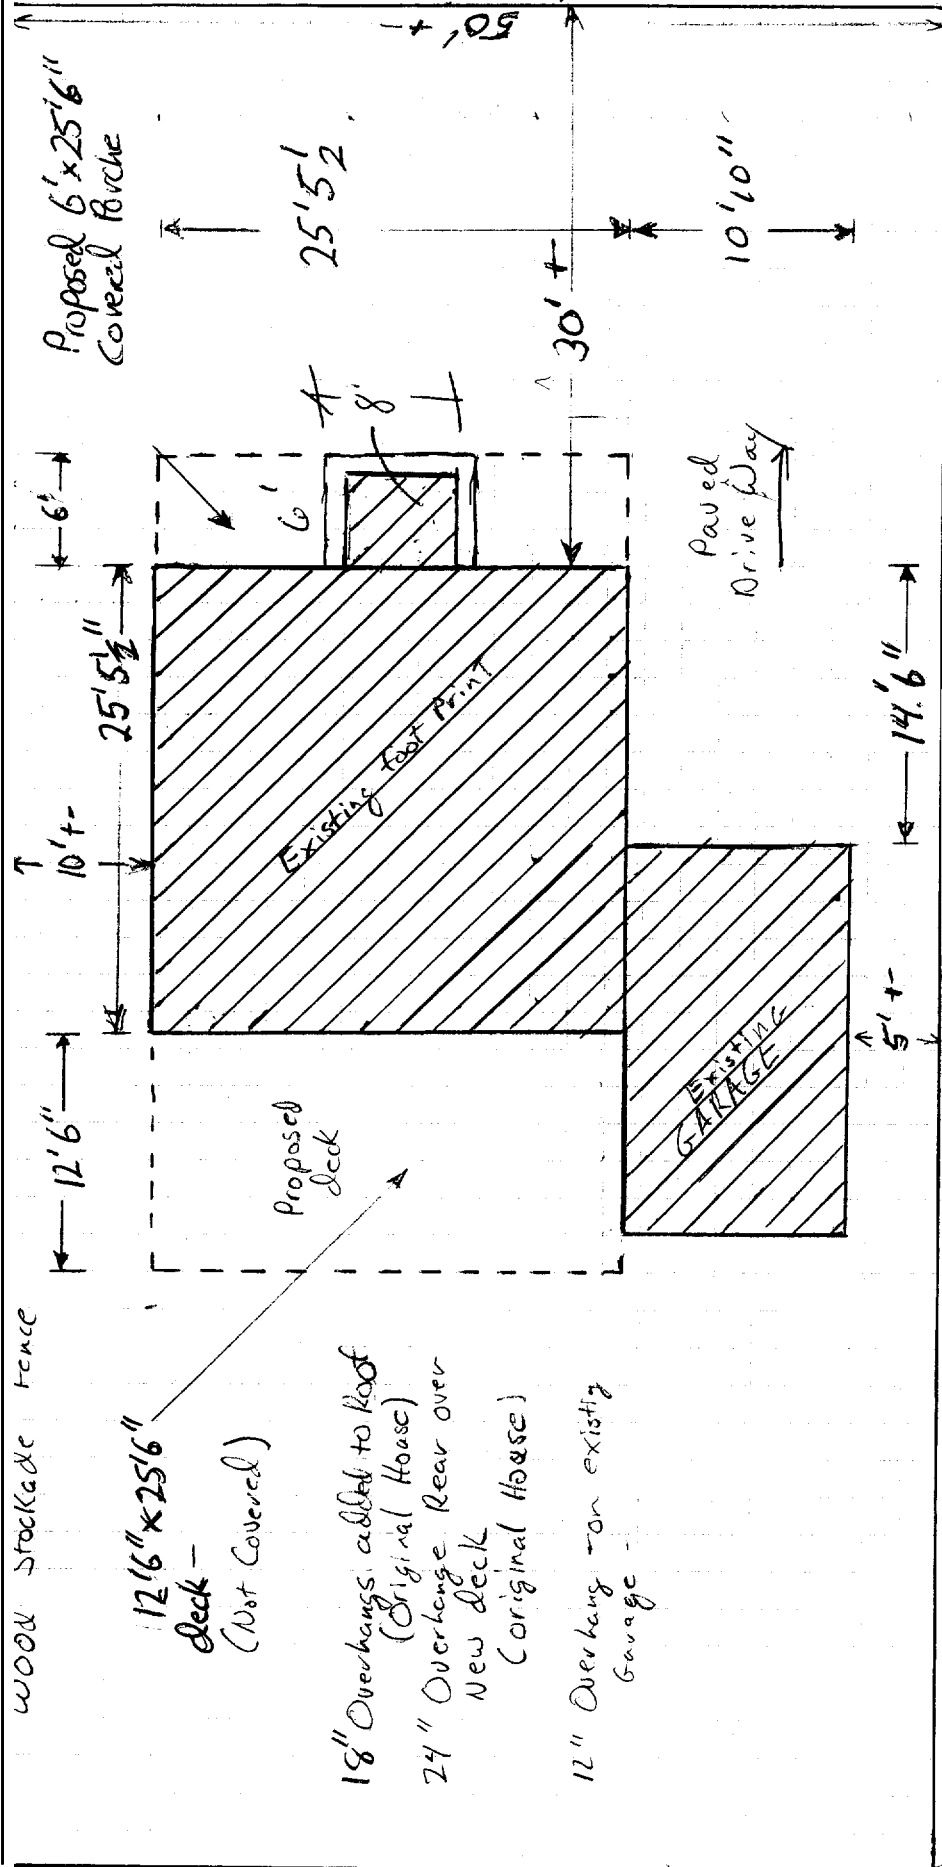 Wood Stockade Fence
12'6"
10'+-
25'5½"
6'
Proposed 6'x25'6"
Covered Porche
50' +-
12'6" x 25'6"
deck -
(Not Covered)
Proposed
deck
Existing foot Print
6'
8'
25'5½
30' +-
10'10"
18" Overhangs added to Roof
(Original House)
24" Overhange Rear over
New deck
(original House)
12" Overhang - on existig
Garage -
Existing
GARAGE
5' +-
14'6"
Paved
Drive Way